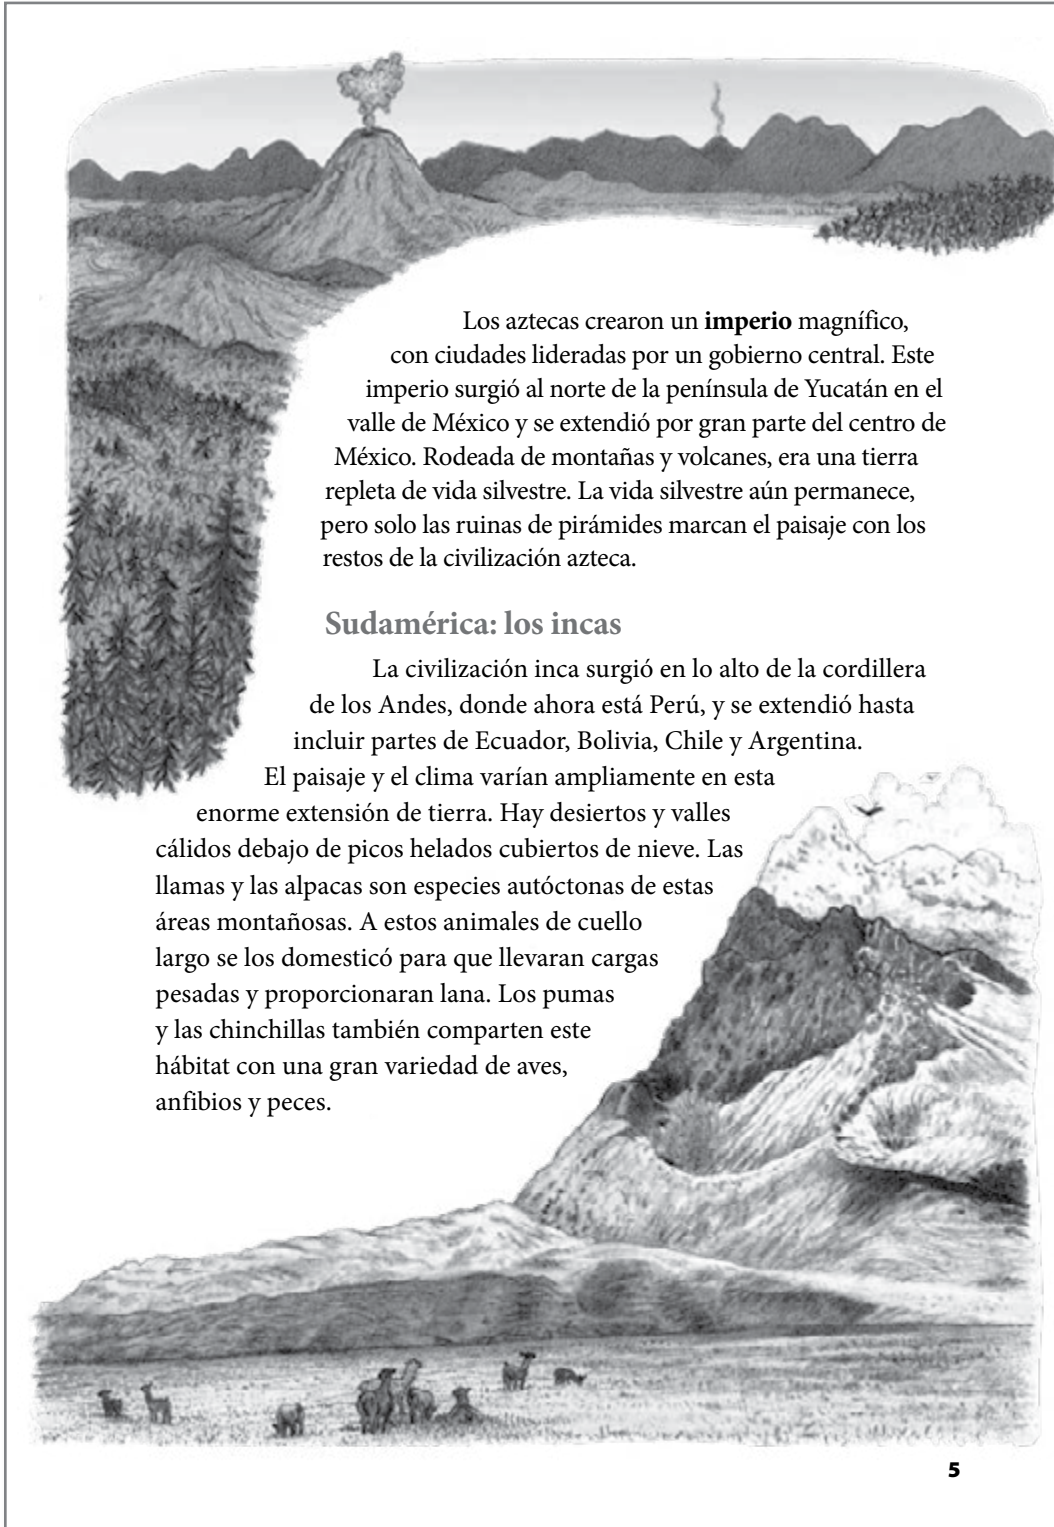 Los aztecas crearon un imperio magnífico,
con ciudades lideradas por un gobierno central. Este
imperio surgió al norte de la península de Yucatán en el
valle de México y se extendió por gran parte del centro de
México. Rodeada de montañas y volcanes, era una tierra
repleta de vida silvestre. La vida silvestre aún permanece,
pero solo las ruinas de pirámides marcan el paisaje con los
restos de la civilización azteca.
Sudamérica: los incas
La civilización inca surgió en lo alto de la cordillera
de los Andes, donde ahora está Perú, y se extendió hasta
incluir partes de Ecuador, Bolivia, Chile y Argentina.
El paisaje y el clima varían ampliamente en esta
enorme extensión de tierra. Hay desiertos y valles
cálidos debajo de picos helados cubiertos de nieve. Las
llamas y las alpacas son especies autóctonas de estas
áreas montañosas. A estos animales de cuello
largo se los domesticó para que llevaran cargas
pesadas y proporcionaran lana. Los pumas
y las chinchillas también comparten este
hábitat con una gran variedad de aves,
anfibios y peces.
5